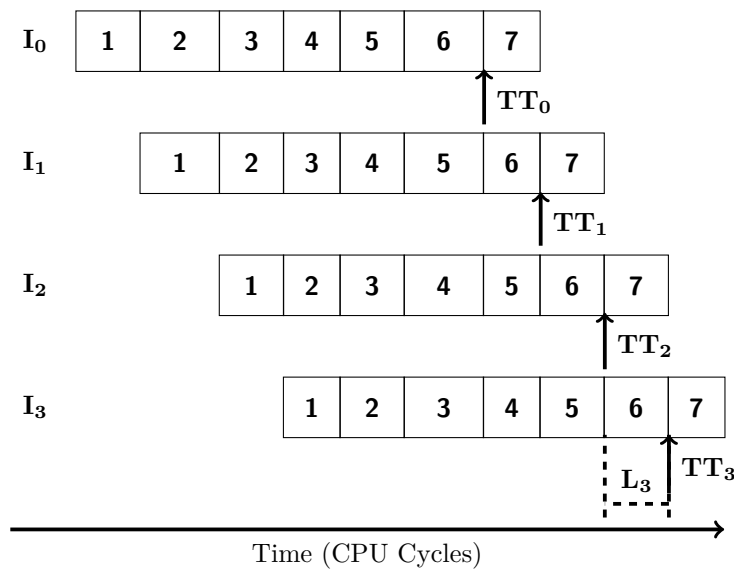 I₀ 1 2 3 4 5 6 7
TT₀
I₁ 1 2 3 4 5 6 7
TT₁
I₂ 1 2 3 4 5 6 7
TT₂
I₃ 1 2 3 4 5 6 7
TT₃
L₃
Time (CPU Cycles)